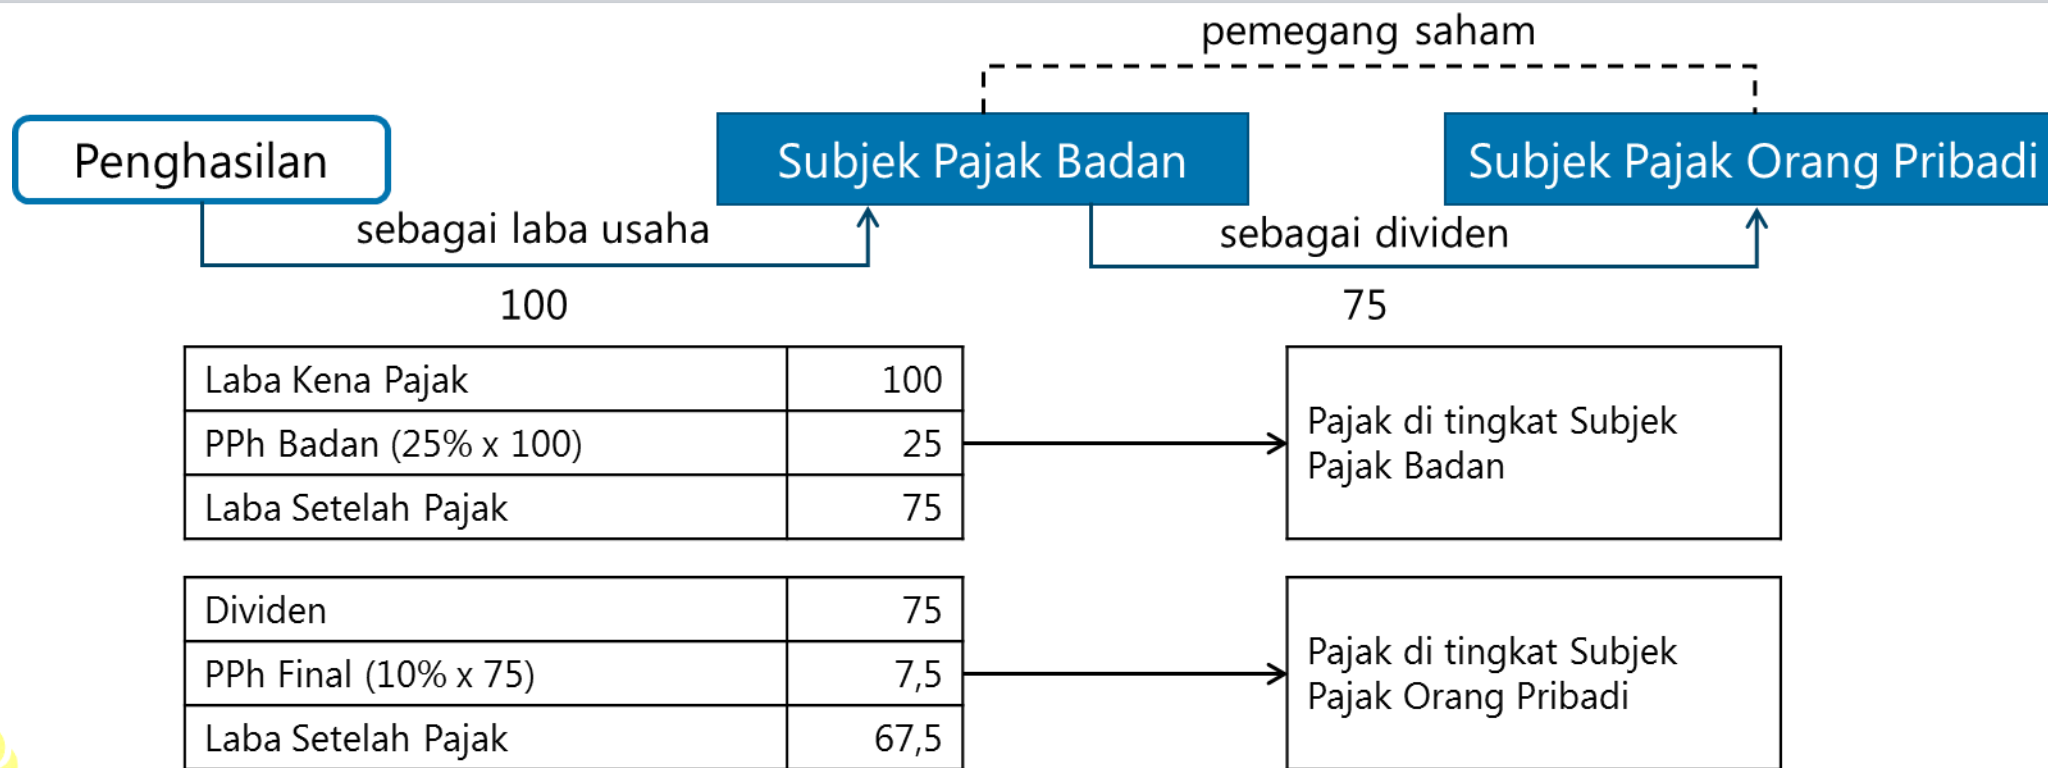 pemegang saham
Penghasilan
Subjek Pajak Badan
Subjek Pajak Orang Pribadi
sebagai laba usaha
sebagai dividen
100
75
Laba Kena Pajak 100
PPh Badan (25% x 100) 25
Laba Setelah Pajak 75
Pajak di tingkat Subjek
Pajak Badan
Dividen 75
PPh Final (10% x 75) 7,5
Laba Setelah Pajak 67,5
Pajak di tingkat Subjek
Pajak Orang Pribadi